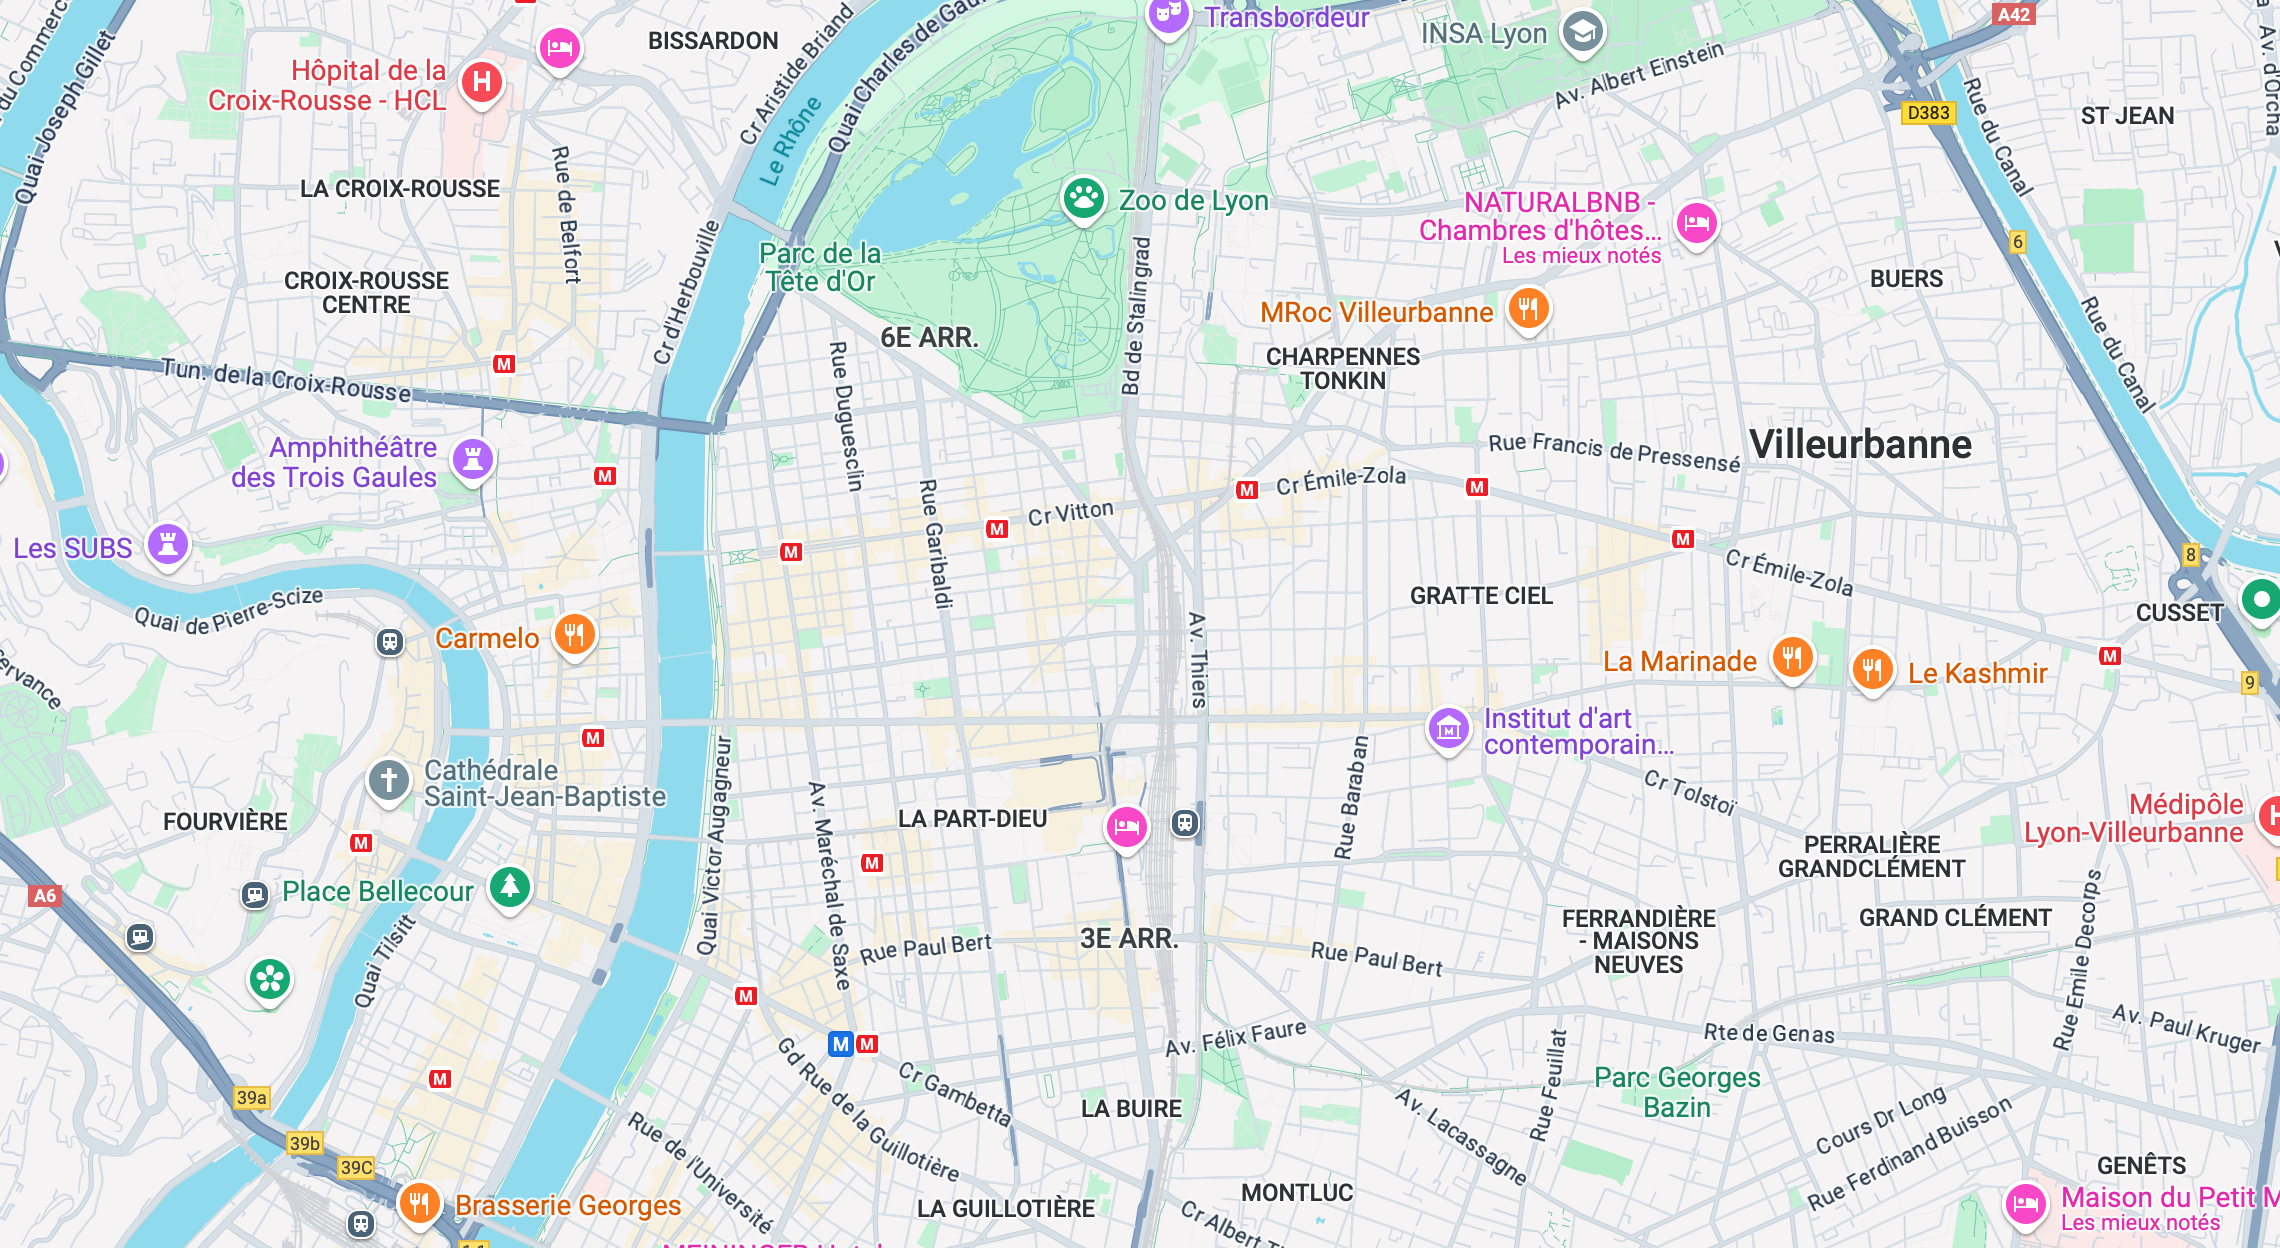 Transbordeur
INSA Lyon
A42
BISSARDON
Hôpital de la
Croix-Rousse - HCL
Cr Aristide Briand
Quai Charles de Gaul
Av. Albert Einstein
Quai Joseph Gillet
Le Rhône
D383
Rue du Canal
ST JEAN
Av. d'Orcha
LA CROIX-ROUSSE
Rue de Belfort
Zoo de Lyon
NATURALBNB -
Chambres d'hôtes...
Les mieux notés
6
Parc de la
Tête d'Or
CROIX-ROUSSE
CENTRE
Cr d'Herbouville
Bd de Stalingrad
BUERS
MRoc Villeurbanne
6E ARR.
CHARPENNES
TONKIN
Rue du Canal
M
Tun. de la Croix-Rousse
Rue Duguesclin
Amphithéâtre
des Trois Gaules
M
Rue Francis de Pressensé
Villeurbanne
M
Cr Émile-Zola
M
Rue Garibaldi
Cr Vitton
M
M
M
Les SUBS
Cr Émile-Zola
8
Quai de Pierre-Scize
GRATTE CIEL
CUSSET
Carmelo
Av. Thiers
La Marinade
Le Kashmir
M
9
M
Institut d'art
contemporain...
Cathédrale
Saint-Jean-Baptiste
Quai Victor Augagneur
Rue Baraban
Cr Tolstoï
FOURVIÈRE
M
Av. Maréchal de Saxe
LA PART-DIEU
Médipôle
Lyon-Villeurbanne
PERRALIÈRE
GRANDCLÉMENT
M
A6
Place Bellecour
FERRANDIÈRE
- MAISONS
NEUVES
GRAND CLÉMENT
Rue Emile Decorps
Quai Tilsitt
Rue Paul Bert
3E ARR.
Rue Paul Bert
M
M
M
Av. Félix Faure
Rte de Genas
Av. Paul Kruger
39a
M
Gd Rue de la Guillotière
Cr Gambetta
LA BUIRE
Av. Lacassagne
Rue Feuillat
Parc Georges
Bazin
Cours Dr Long
Rue Ferdinand Buisson
39b
39C
Rue de l'Université
Brasserie Georges
LA GUILLOTIÈRE
MONTLUC
GENÊTS
Maison du Petit M
Les mieux notés